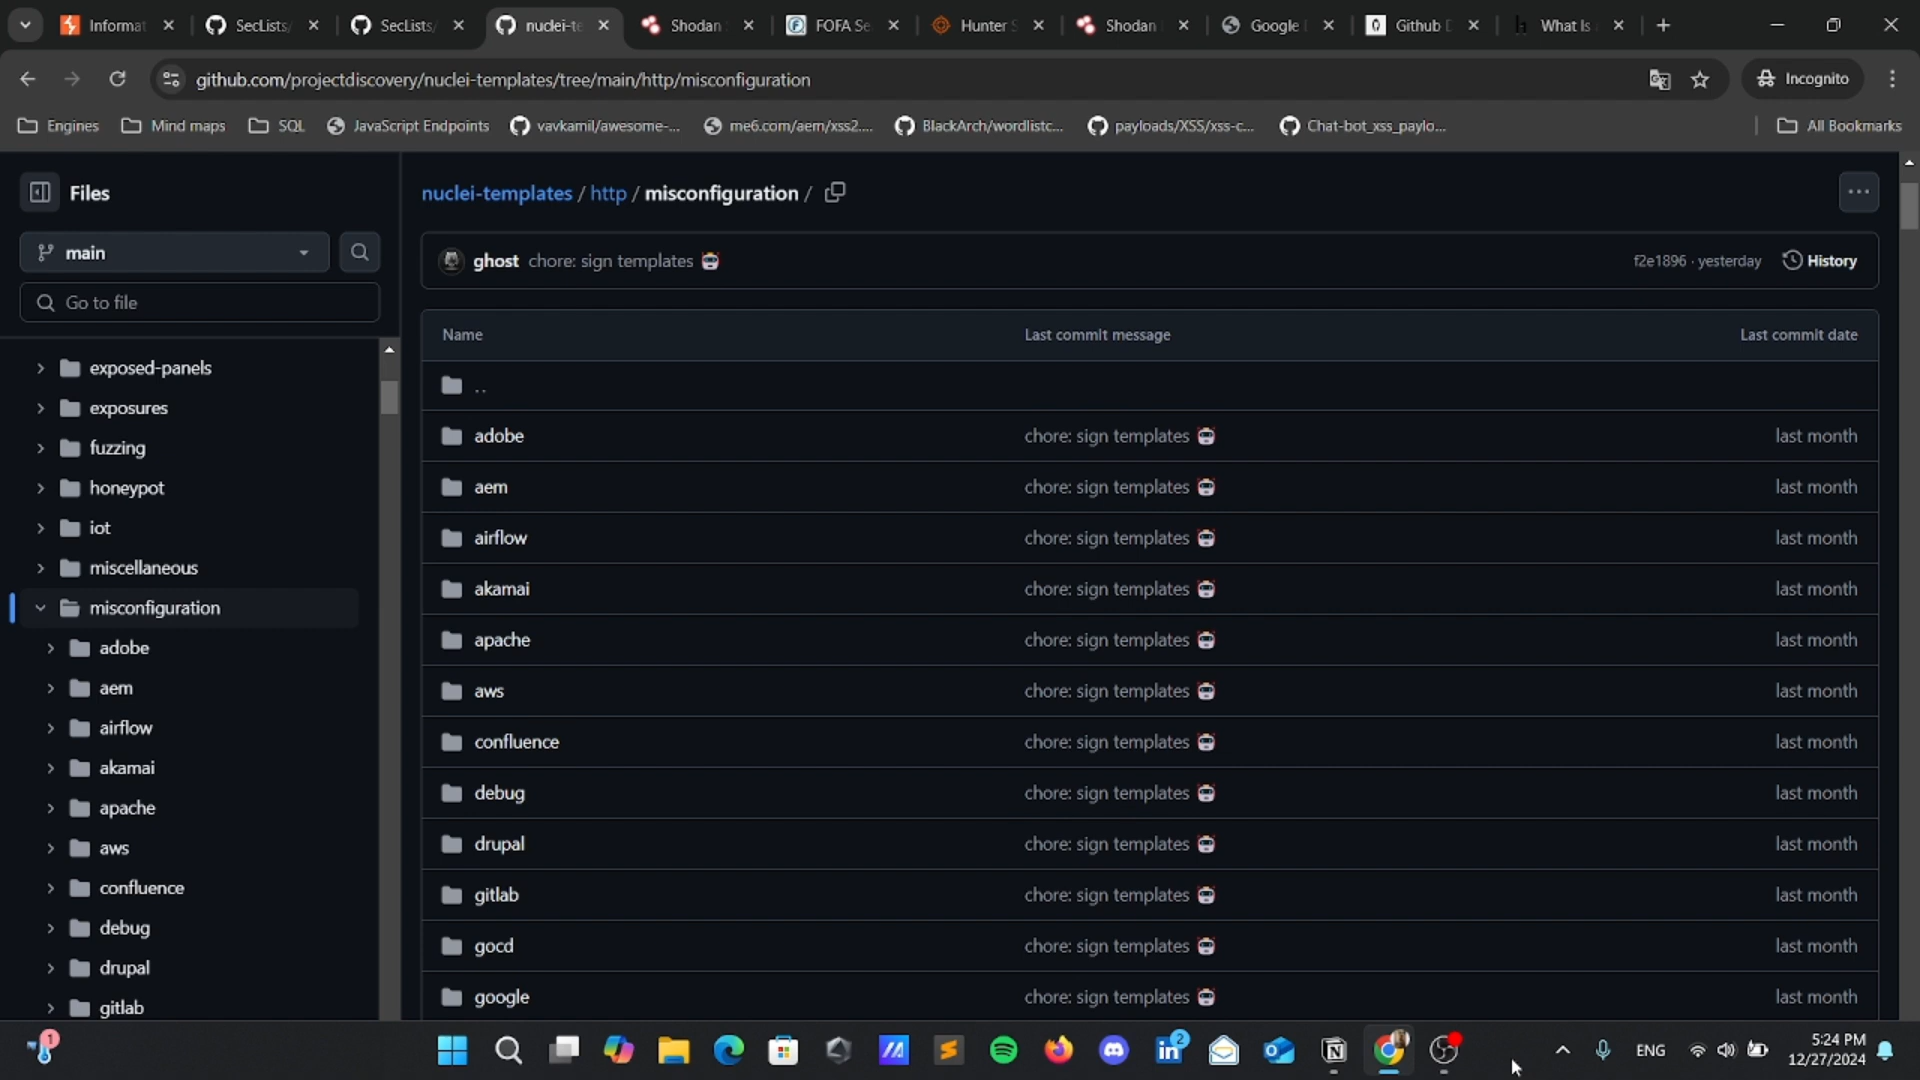 Informat
SecLists/
SecLists/
nuclei-te
Shodan
FOFA Se
Hunter S
Shodan
Google
Github D
What Is
github.com/projectdiscovery/nuclei-templates/tree/main/http/misconfiguration
Incognito
Engines
Mind maps
SQL
JavaScript Endpoints
vavkamil/awesome-...
me6.com/aem/xss2....
BlackArch/wordlistc...
payloads/XSS/xss-c...
Chat-bot_xss_paylo...
All Bookmarks
Files
main
Go to file
exposed-panels
exposures
fuzzing
honeypot
iot
miscellaneous
misconfiguration
adobe
aem
airflow
akamai
apache
aws
confluence
debug
drupal
gitlab
nuclei-templates / http / misconfiguration /
ghost chore: sign templates
f2e1896 · yesterday
History
Name Last commit message Last commit date
..
adobe chore: sign templates last month
aem chore: sign templates last month
airflow chore: sign templates last month
akamai chore: sign templates last month
apache chore: sign templates last month
aws chore: sign templates last month
confluence chore: sign templates last month
debug chore: sign templates last month
drupal chore: sign templates last month
gitlab chore: sign templates last month
gocd chore: sign templates last month
google chore: sign templates last month
1
2
ENG
5:24 PM
12/27/2024